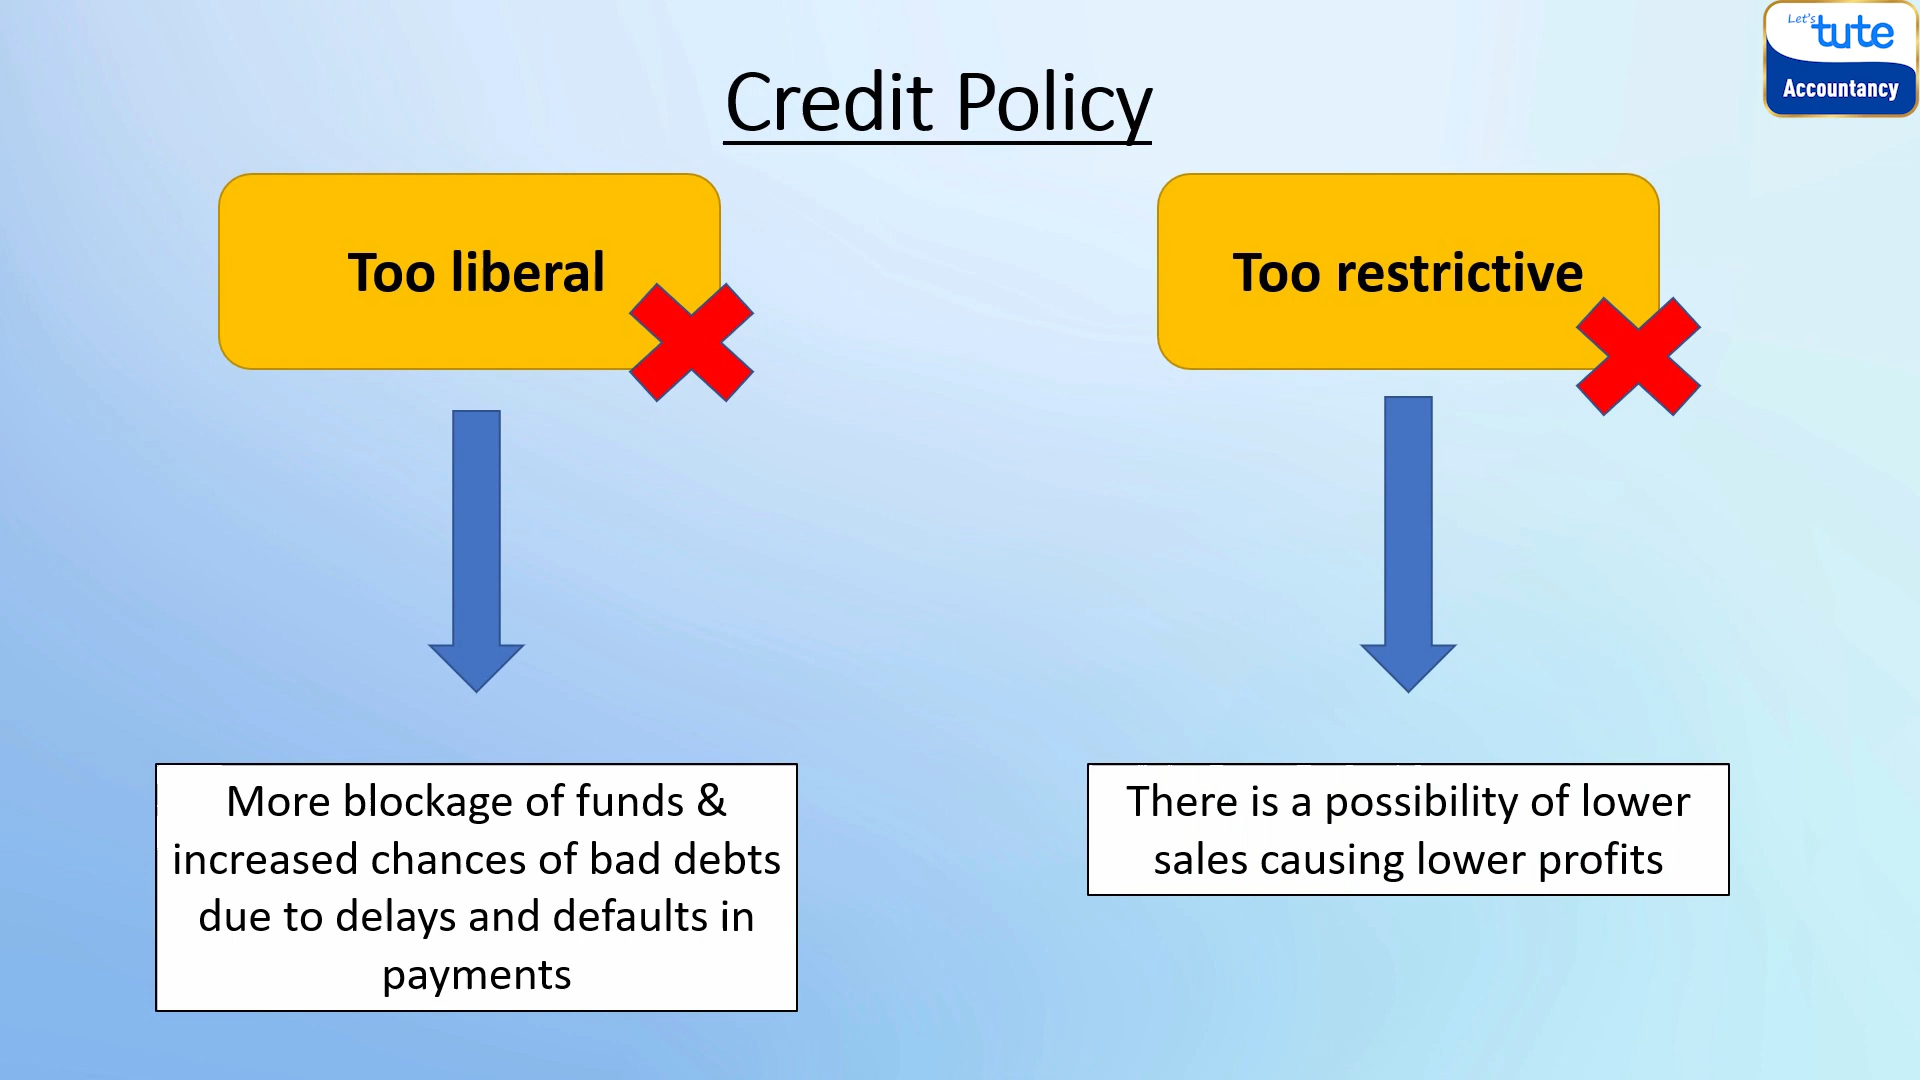 Let's
tute
Accountancy
Credit Policy
Too liberal
Too restrictive
More blockage of funds &
increased chances of bad debts
due to delays and defaults in
payments
There is a possibility of lower
sales causing lower profits